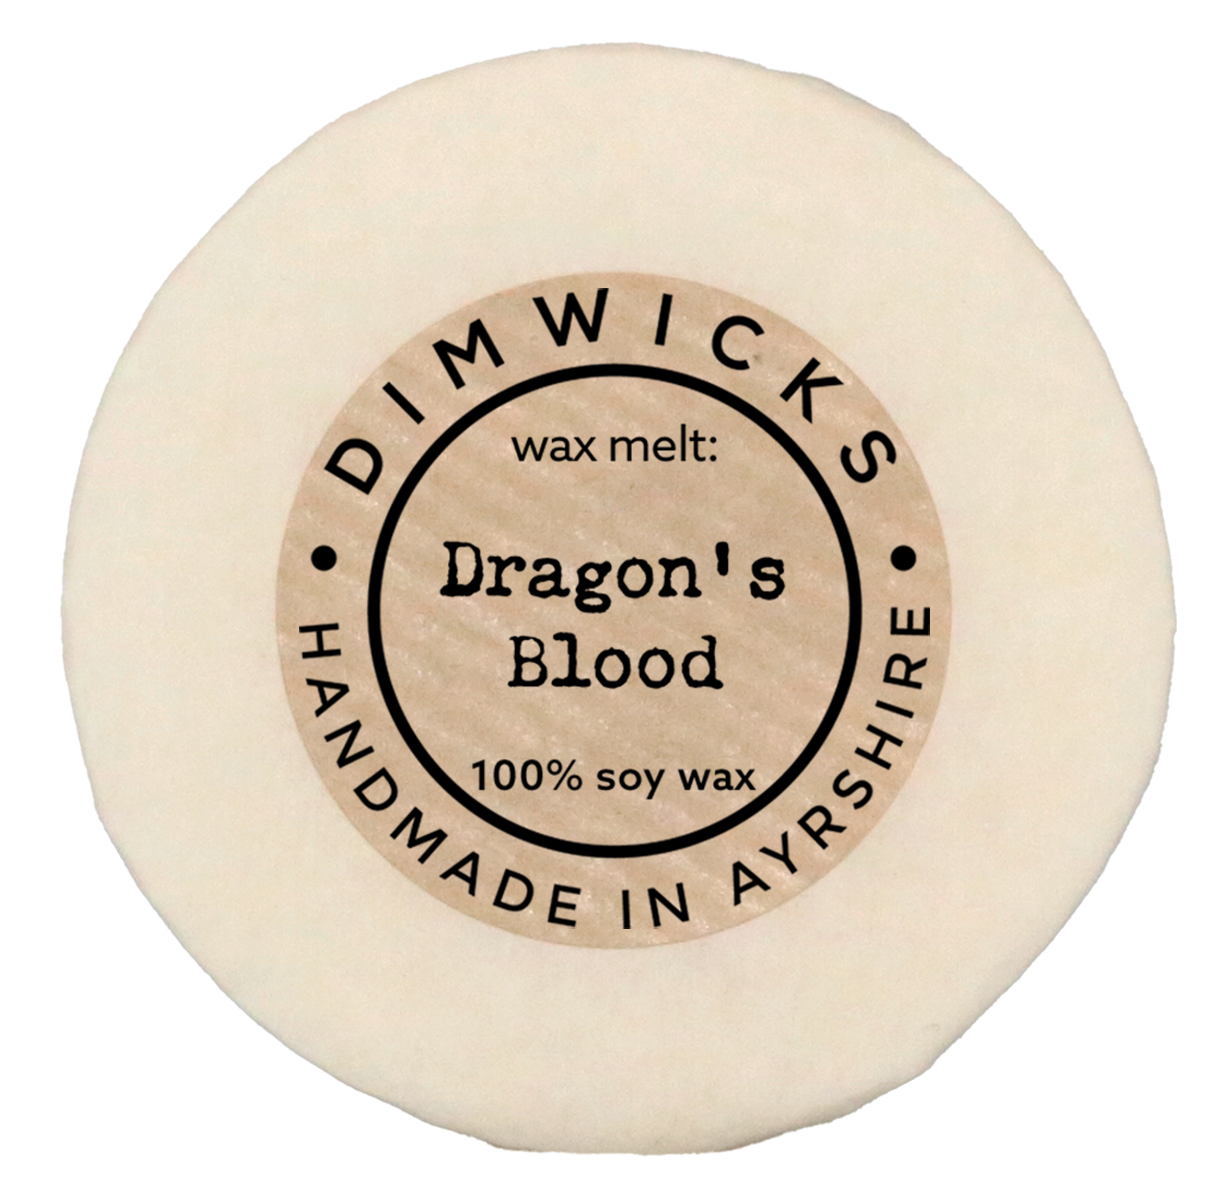 DIMWICKS
wax melt:
Dragon's
Blood
100% soy wax
• HANDMADE IN AYRSHIRE •